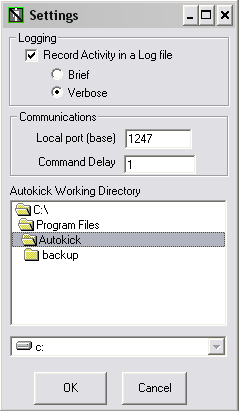 Settings
Logging
Record Activity in a Log file
Brief
Verbose
Communications
Local port (base) 1247
Command Delay 1
Autokick Working Directory
C:\
Program Files
Autokick
backup
c:
OK Cancel